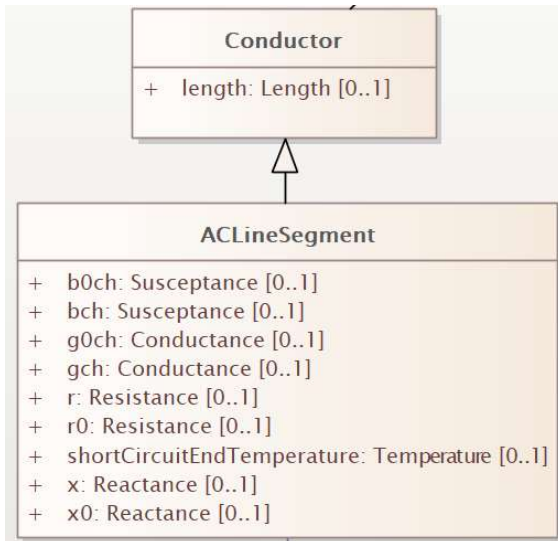 Conductor
+ length: Length [0..1]
ACLineSegment
+ b0ch: Susceptance [0..1]
+ bch: Susceptance [0..1]
+ g0ch: Conductance [0..1]
+ gch: Conductance [0..1]
+ r: Resistance [0..1]
+ r0: Resistance [0..1]
+ shortCircuitEndTemperature: Temperature [0..1]
+ x: Reactance [0..1]
+ x0: Reactance [0..1]